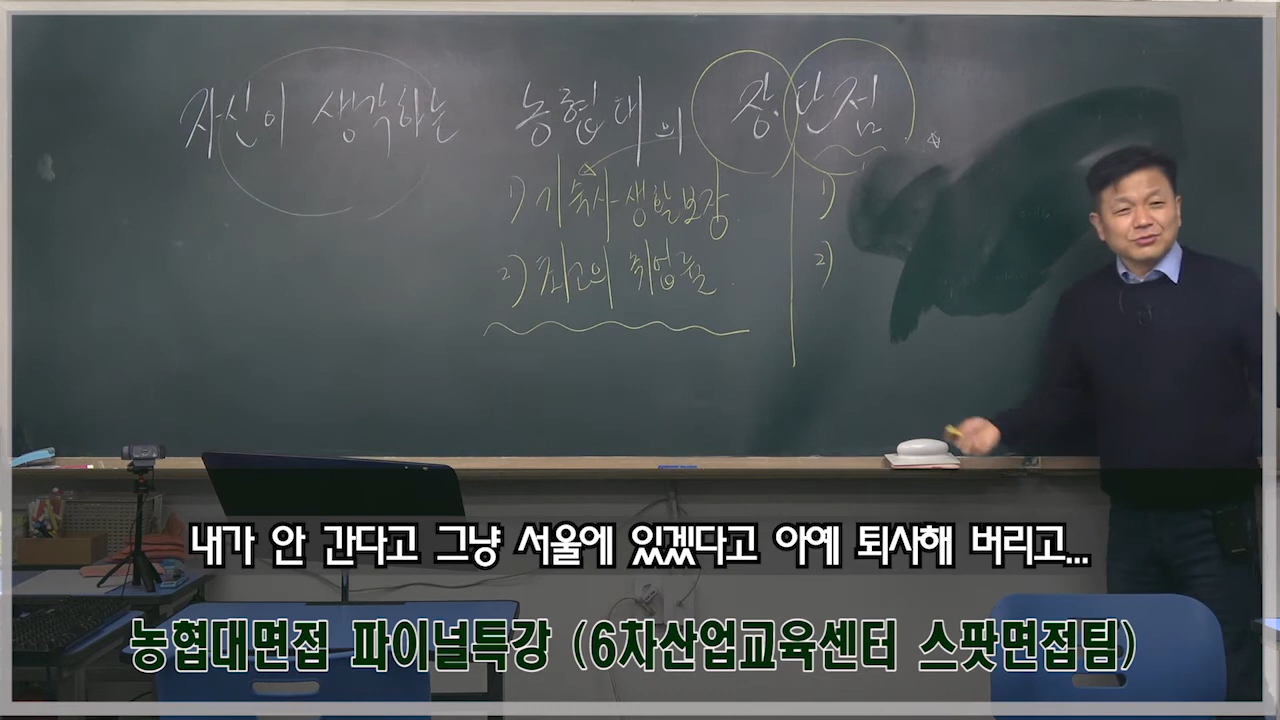 자신이 생각하는 농협대의 장.단점.
1) 기숙사 생활보장.
2) 최고의 취업률.
1)
2)
내가 안 간다고 그냥 서울에 있겠다고 아예 퇴사해 버리고...
농협대면접 파이널특강 (6차산업교육센터 스팟면접팀)